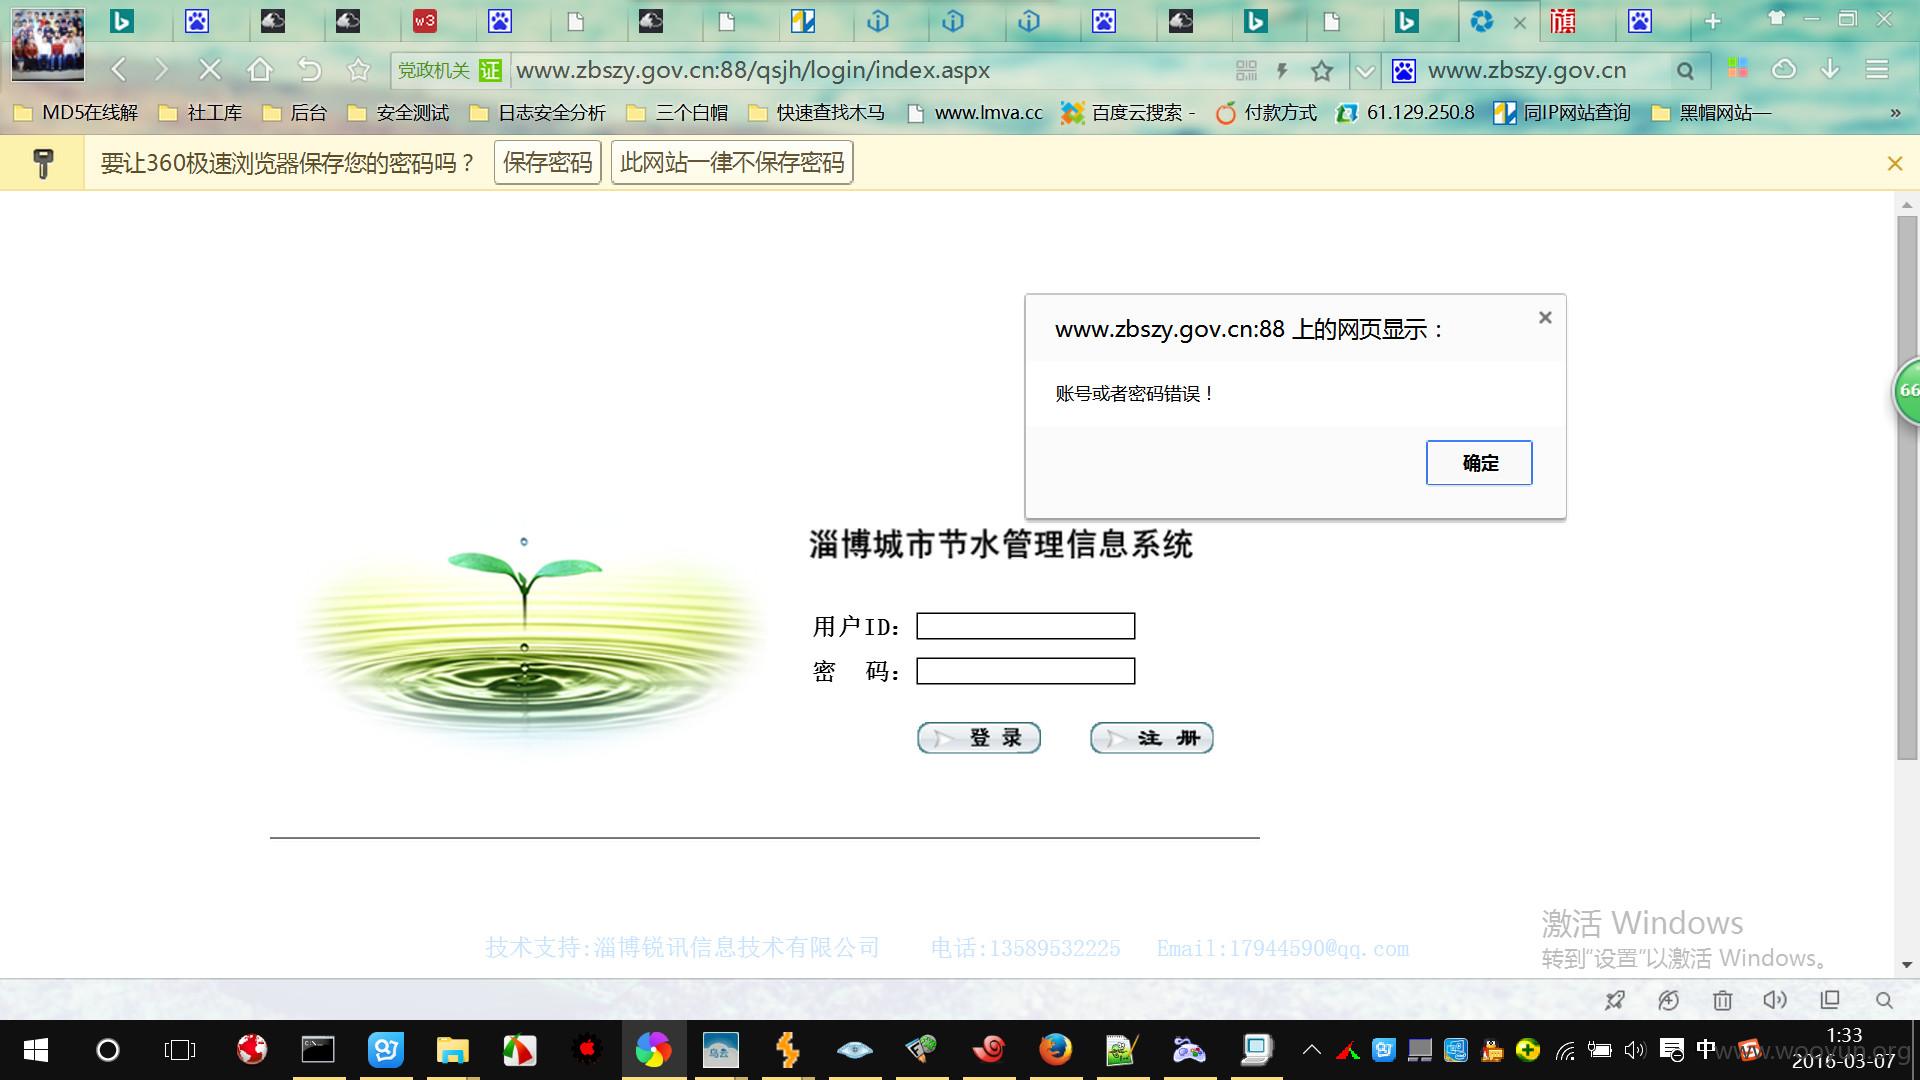 w3
旗
党政机关 证 www.zbszy.gov.cn:88/qsjh/login/index.aspx www.zbszy.gov.cn
MD5在线解 社工库 后台 安全测试 日志安全分析 三个白帽 快速查找木马 www.lmva.cc 百度云搜索 - 付款方式 61.129.250.8 同IP网站查询 黑帽网站— »
要让360极速浏览器保存您的密码吗？ 保存密码 此网站一律不保存密码
www.zbszy.gov.cn:88 上的网页显示：
账号或者密码错误！
66
确定
淄博城市节水管理信息系统
用户ID：
密 码：
登 录 注 册
技术支持:淄博锐讯信息技术有限公司 电话:13589532225 Email:17944590@qq.com
激活 Windows
转到"设置"以激活 Windows。
乌云
中
1:33
www.wooyun.org
2016-03-07